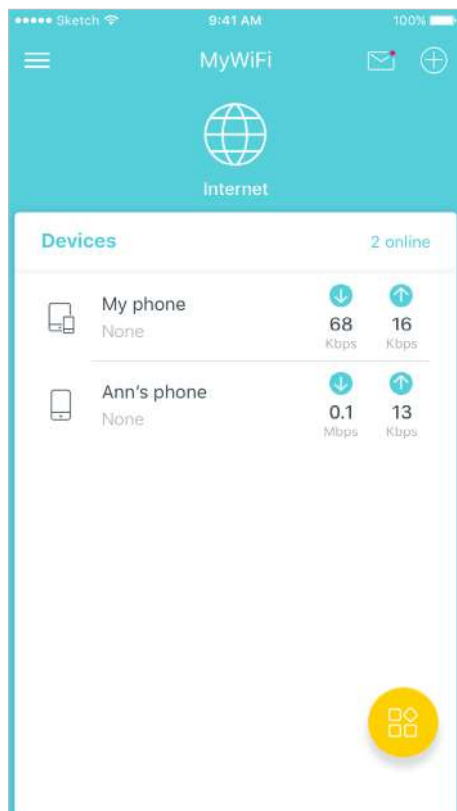 Sketch 9:41 AM 100%
MyWiFi
Internet
Devices 2 online
My phone
None
68 16
Kbps Kbps
Ann's phone
None
0.1 13
Mbps Kbps